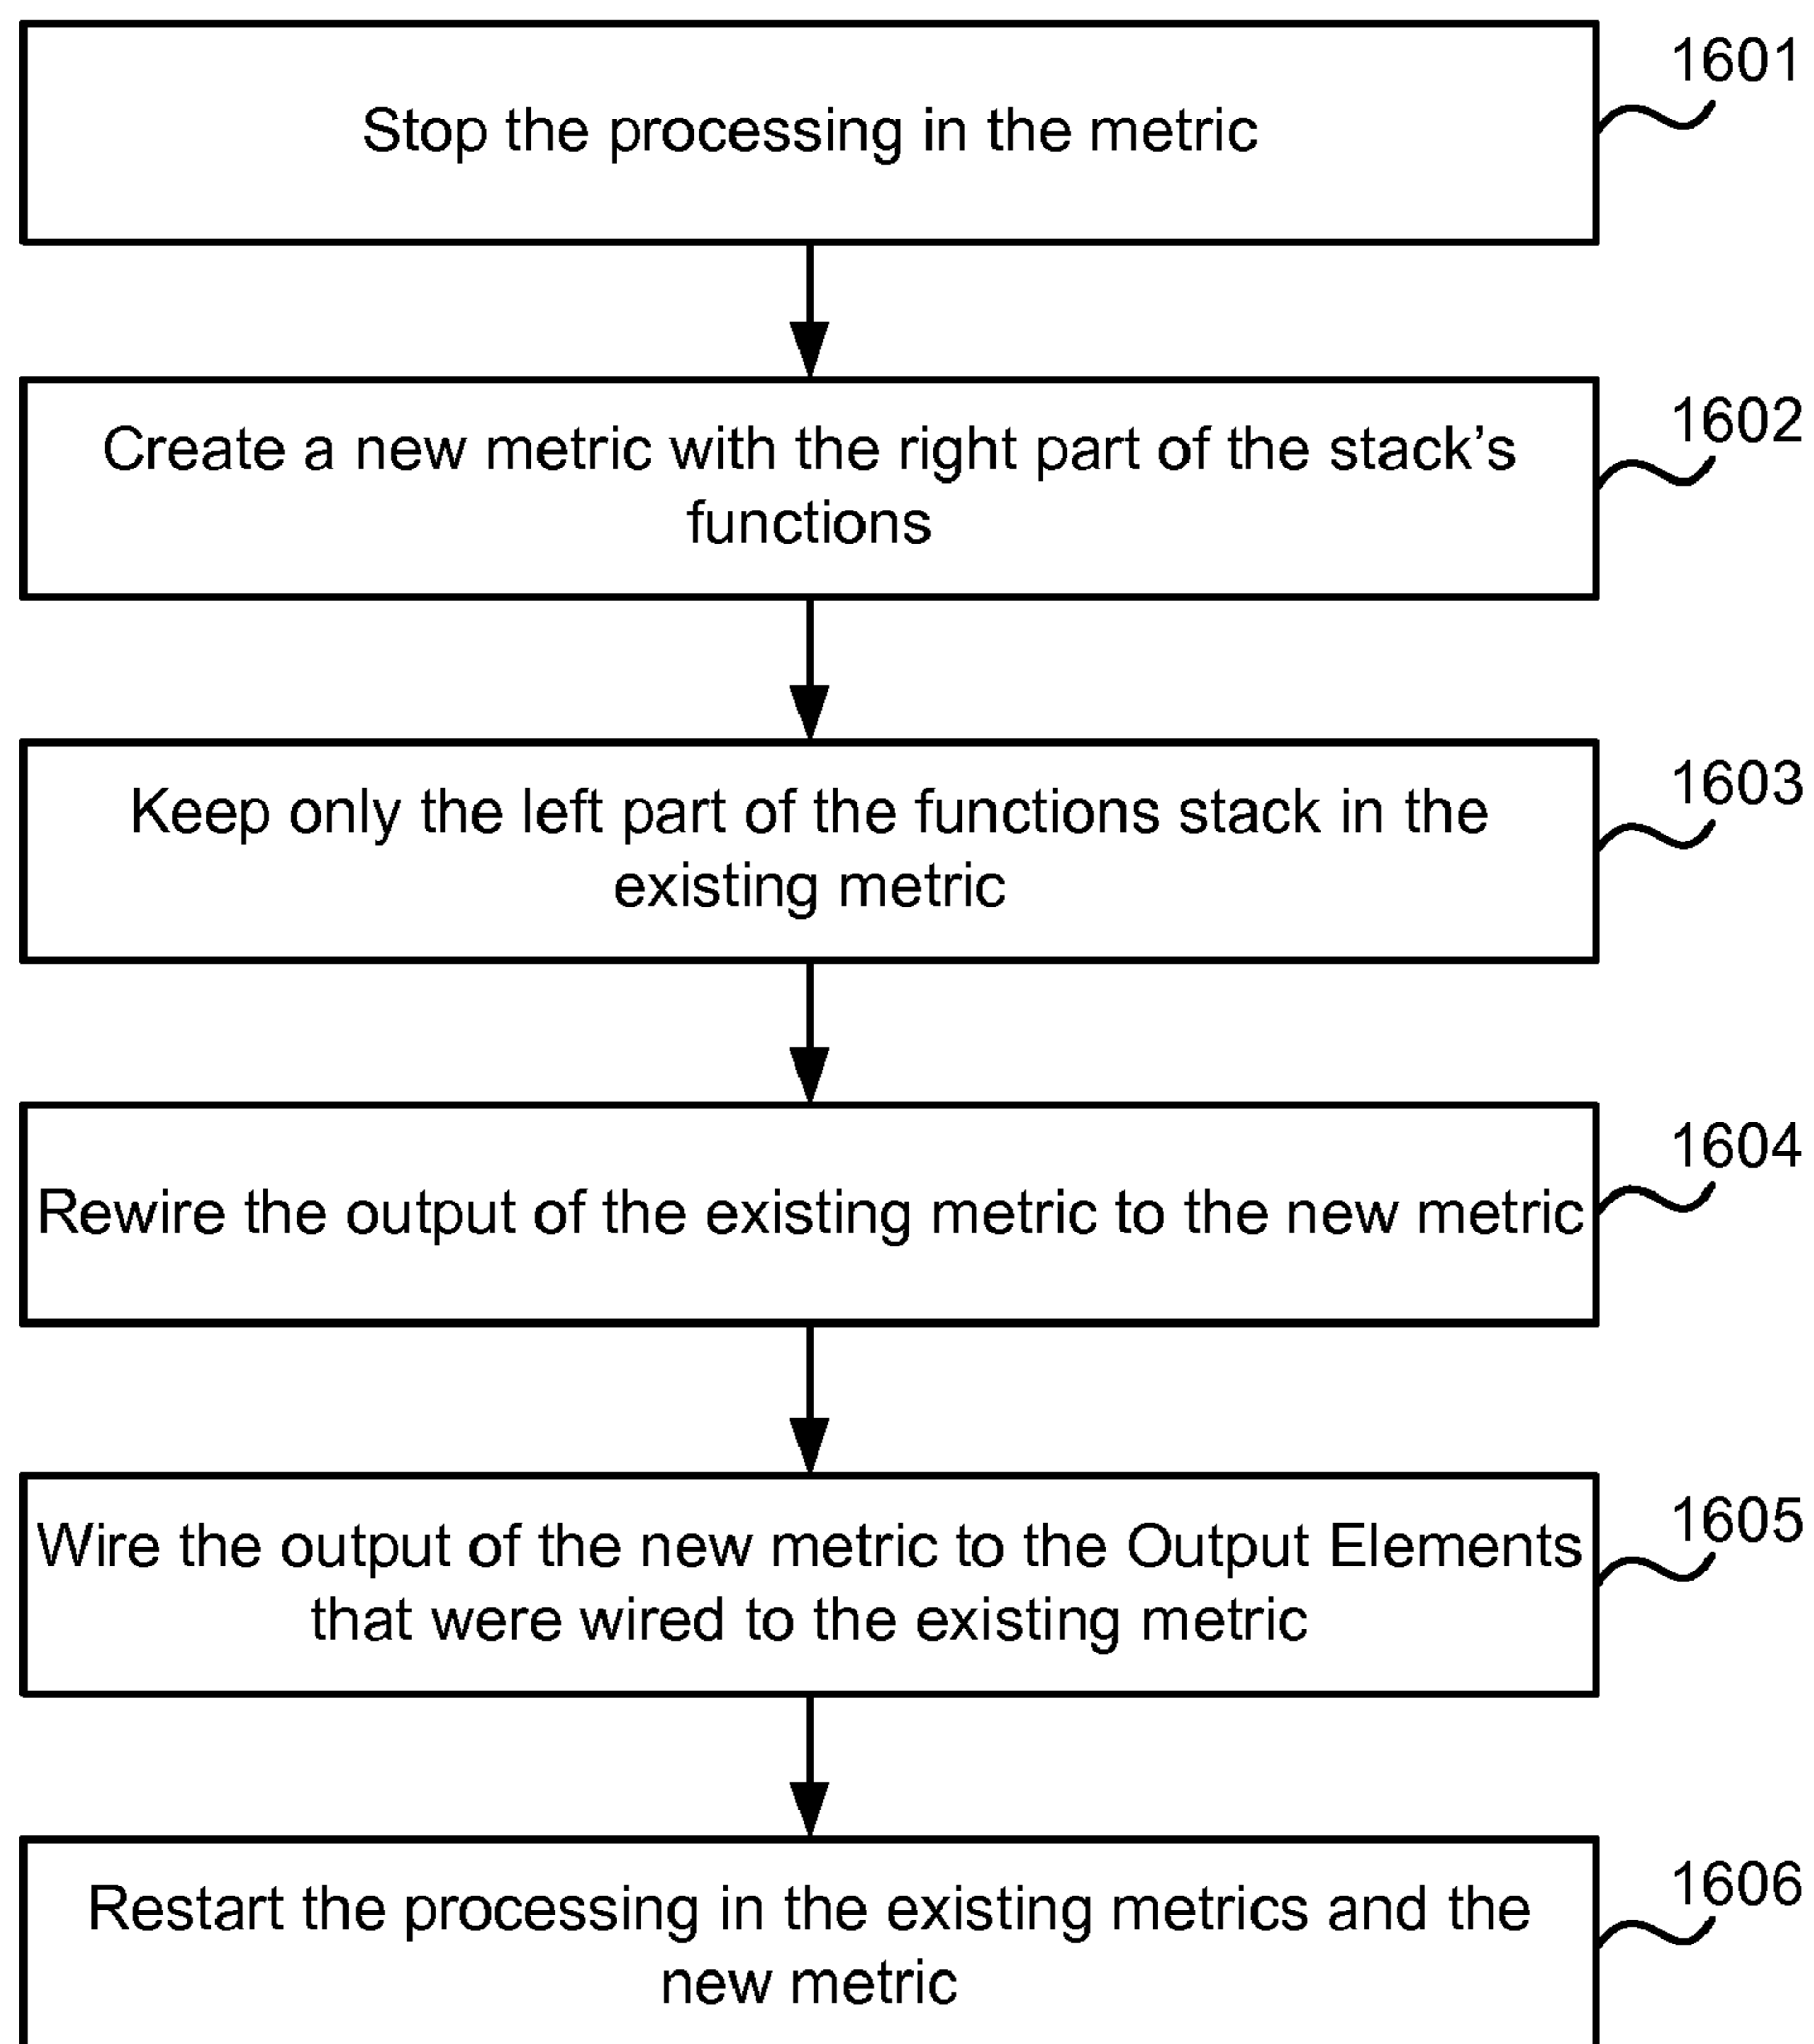 1601
Stop the processing in the metric
1602
Create a new metric with the right part of the stack’s
functions
1603
Keep only the left part of the functions stack in the
existing metric
1604
Rewire the output of the existing metric to the new metric
1605
Wire the output of the new metric to the Output Elements
that were wired to the existing metric
1606
Restart the processing in the existing metrics and the
new metric